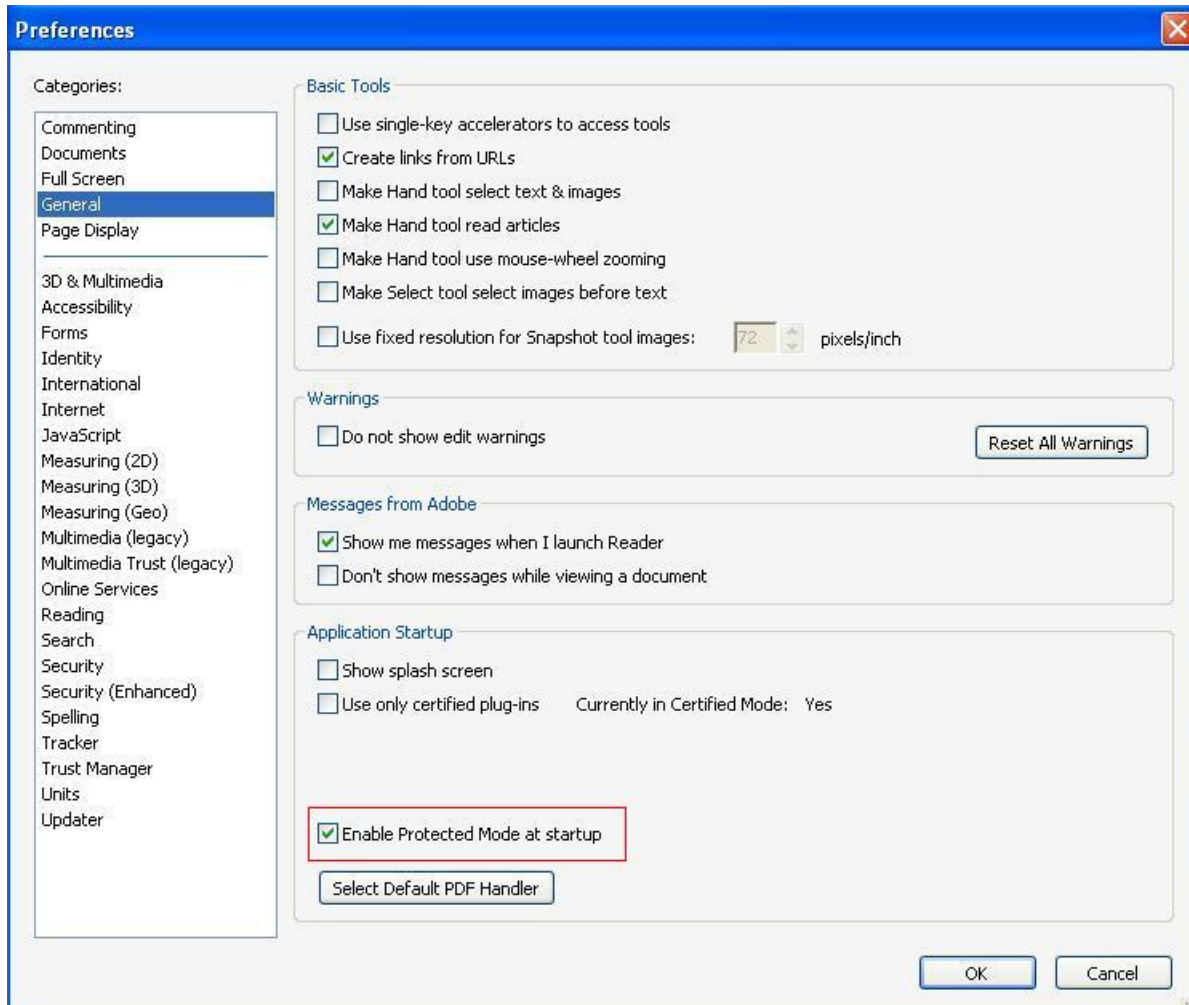 Preferences
Categories:
Commenting
Documents
Full Screen
General
Page Display
3D & Multimedia
Accessibility
Forms
Identity
International
Internet
JavaScript
Measuring (2D)
Measuring (3D)
Measuring (Geo)
Multimedia (legacy)
Multimedia Trust (legacy)
Online Services
Reading
Search
Security
Security (Enhanced)
Spelling
Tracker
Trust Manager
Units
Updater
Basic Tools
Use single-key accelerators to access tools
Create links from URLs
Make Hand tool select text & images
Make Hand tool read articles
Make Hand tool use mouse-wheel zooming
Make Select tool select images before text
Use fixed resolution for Snapshot tool images: 72 pixels/inch
Warnings
Do not show edit warnings
Reset All Warnings
Messages from Adobe
Show me messages when I launch Reader
Don't show messages while viewing a document
Application Startup
Show splash screen
Use only certified plug-ins Currently in Certified Mode: Yes
Enable Protected Mode at startup
Select Default PDF Handler
OK Cancel